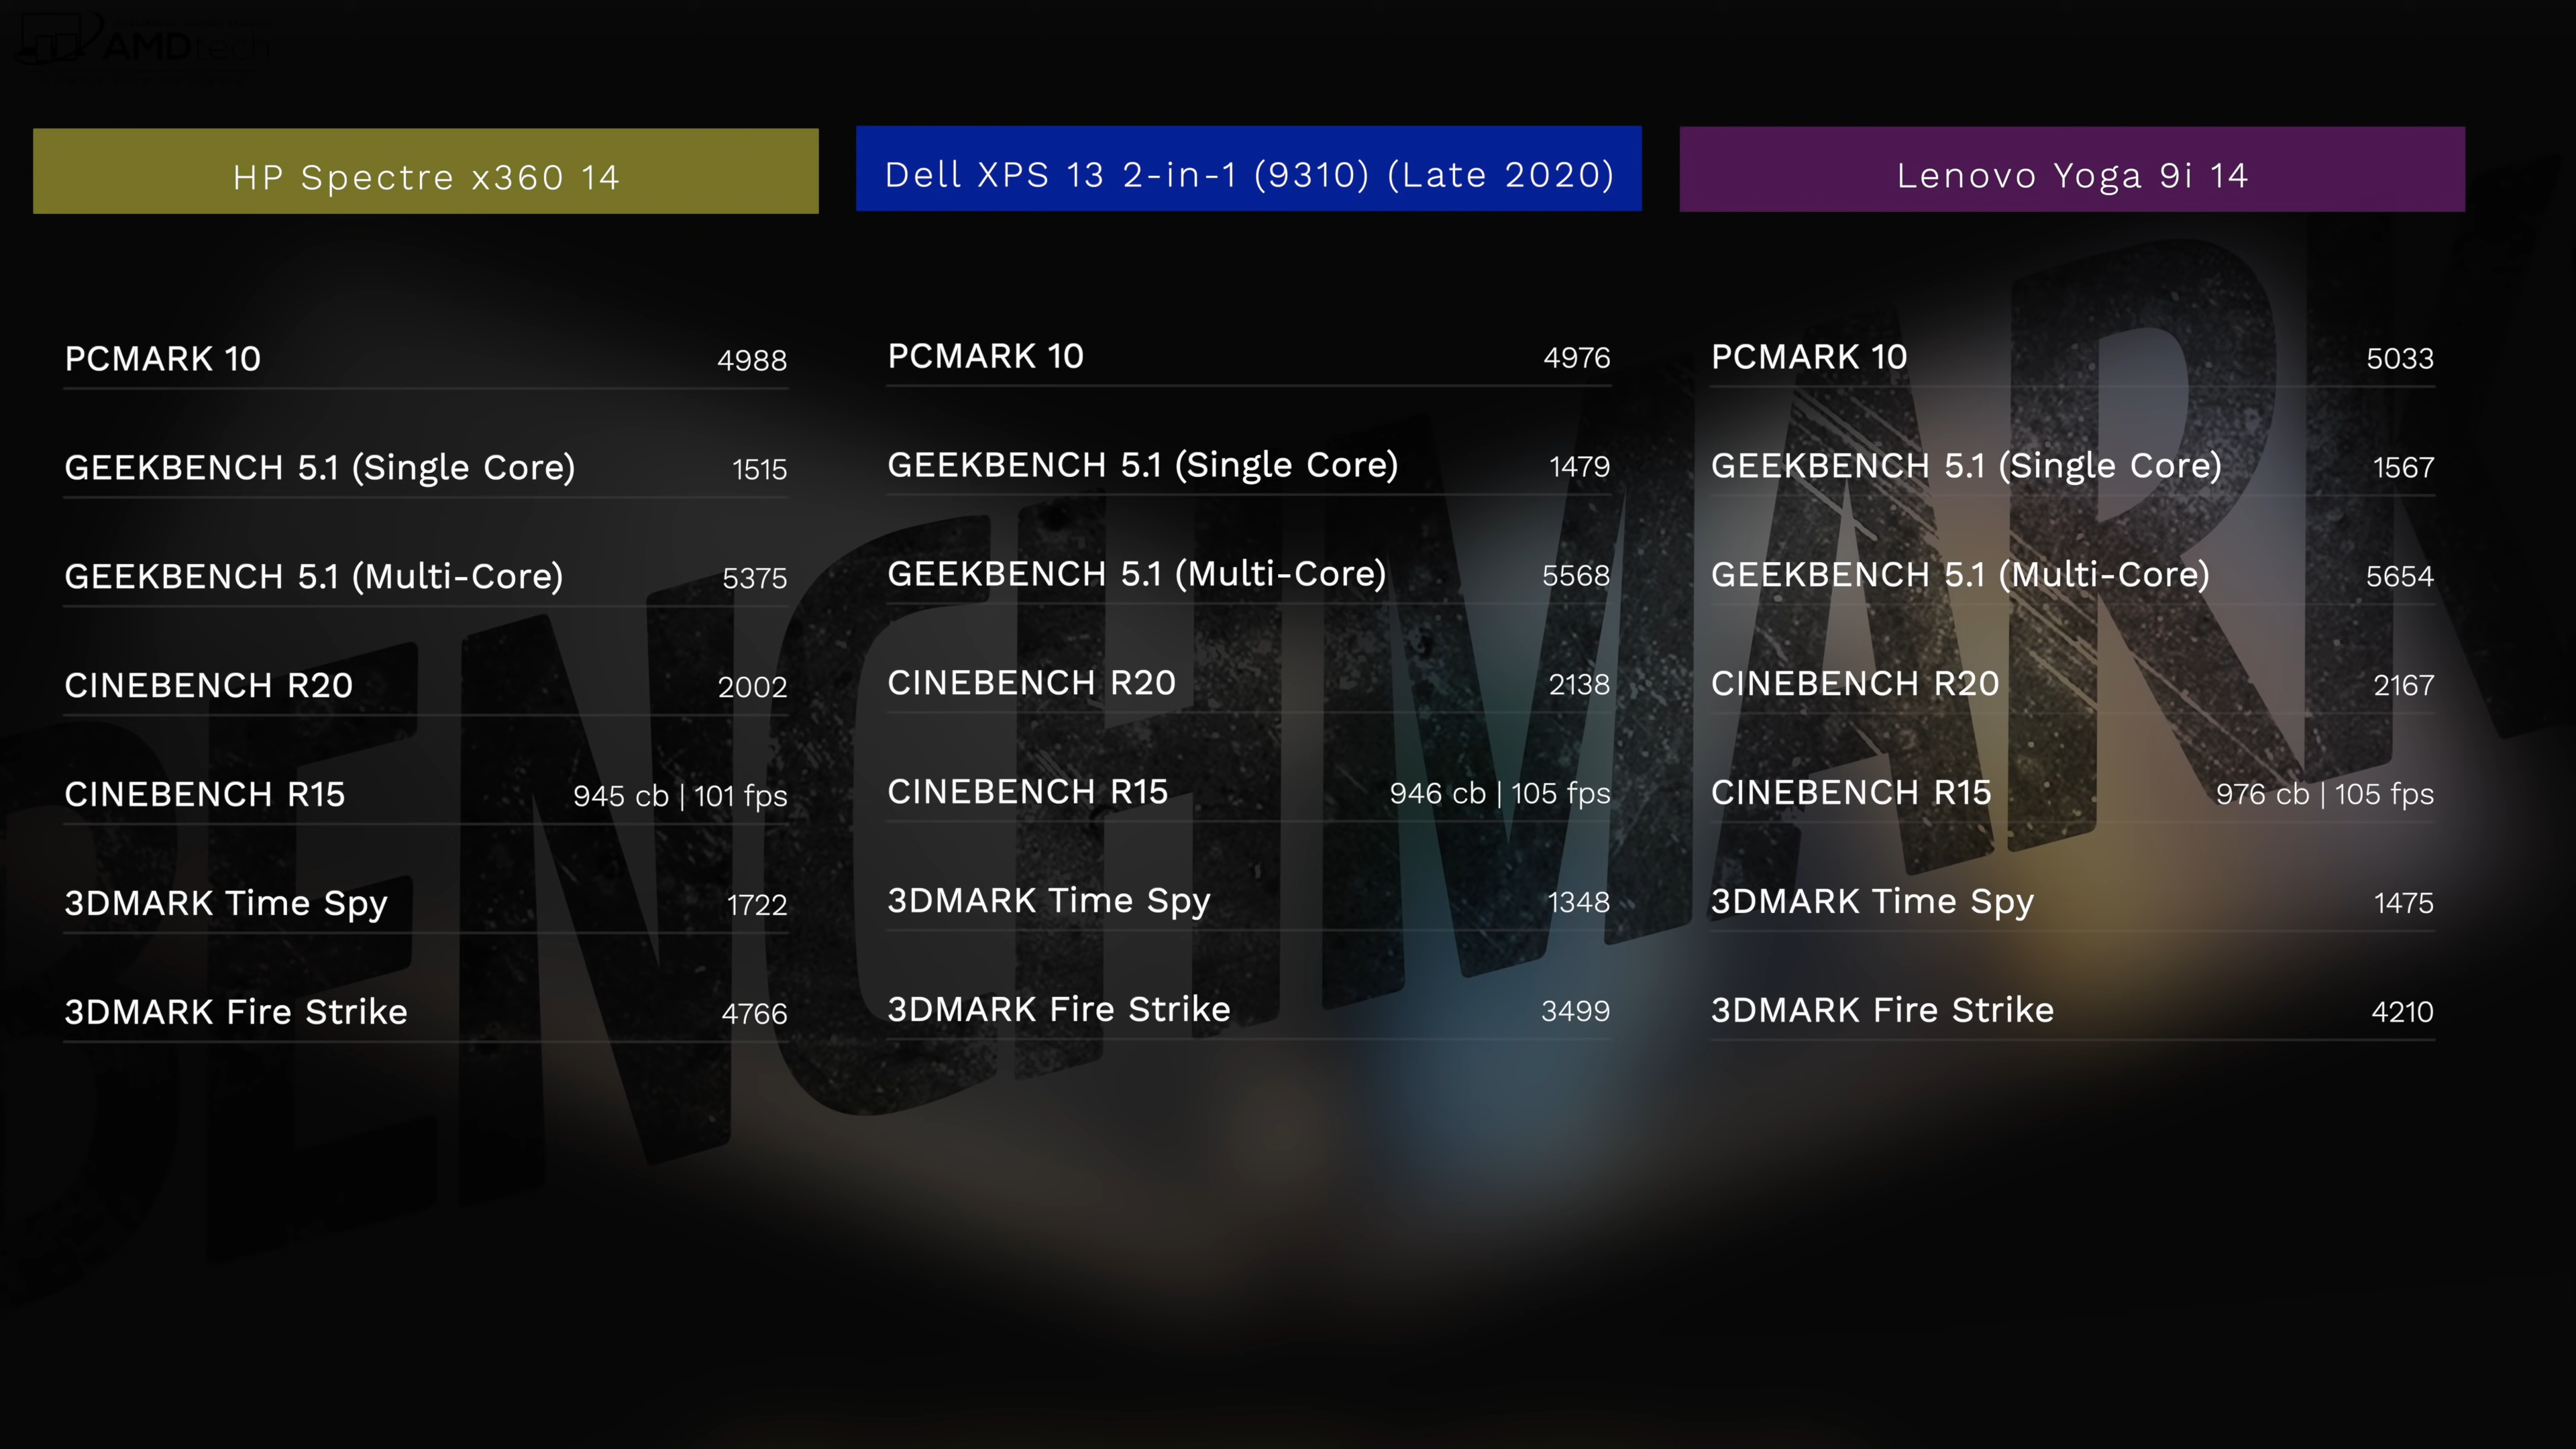 AMDtech
HP Spectre x360 14
PCMARK 10 4988
GEEKBENCH 5.1 (Single Core) 1515
GEEKBENCH 5.1 (Multi-Core) 5375
CINEBENCH R20 2002
CINEBENCH R15 945 cb | 101 fps
3DMARK Time Spy 1722
3DMARK Fire Strike 4766
Dell XPS 13 2-in-1 (9310) (Late 2020)
PCMARK 10 4976
GEEKBENCH 5.1 (Single Core) 1479
GEEKBENCH 5.1 (Multi-Core) 5568
CINEBENCH R20 2138
CINEBENCH R15 946 cb | 105 fps
3DMARK Time Spy 1348
3DMARK Fire Strike 3499
Lenovo Yoga 9i 14
PCMARK 10 5033
GEEKBENCH 5.1 (Single Core) 1567
GEEKBENCH 5.1 (Multi-Core) 5654
CINEBENCH R20 2167
CINEBENCH R15 976 cb | 105 fps
3DMARK Time Spy 1475
3DMARK Fire Strike 4210
BENCHMARK